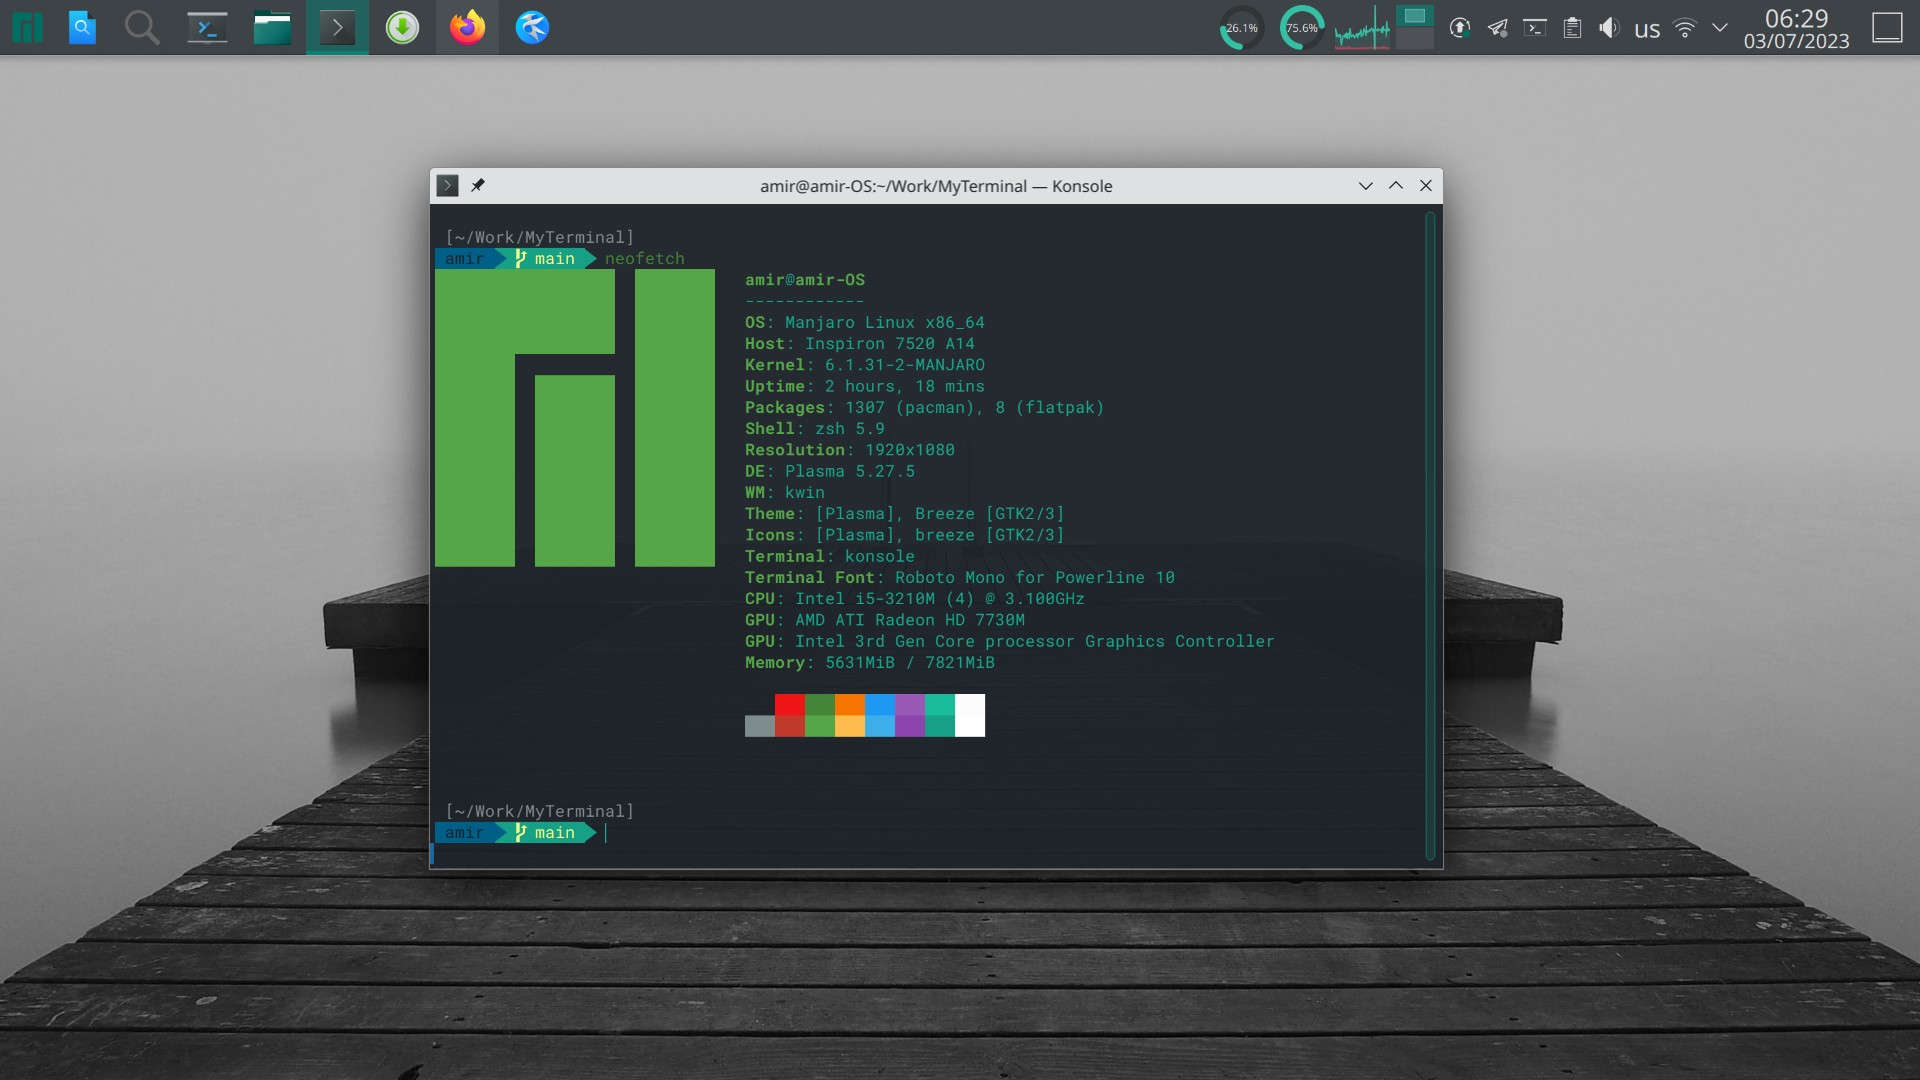 26.1%
75.6%
us
06:29
03/07/2023
amir@amir-OS:~/Work/MyTerminal — Konsole
[~/Work/MyTerminal]
amir main neofetch
amir@amir-OS
------------
OS: Manjaro Linux x86_64
Host: Inspiron 7520 A14
Kernel: 6.1.31-2-MANJARO
Uptime: 2 hours, 18 mins
Packages: 1307 (pacman), 8 (flatpak)
Shell: zsh 5.9
Resolution: 1920x1080
DE: Plasma 5.27.5
WM: kwin
Theme: [Plasma], Breeze [GTK2/3]
Icons: [Plasma], breeze [GTK2/3]
Terminal: konsole
Terminal Font: Roboto Mono for Powerline 10
CPU: Intel i5-3210M (4) @ 3.100GHz
GPU: AMD ATI Radeon HD 7730M
GPU: Intel 3rd Gen Core processor Graphics Controller
Memory: 5631MiB / 7821MiB
[~/Work/MyTerminal]
amir main